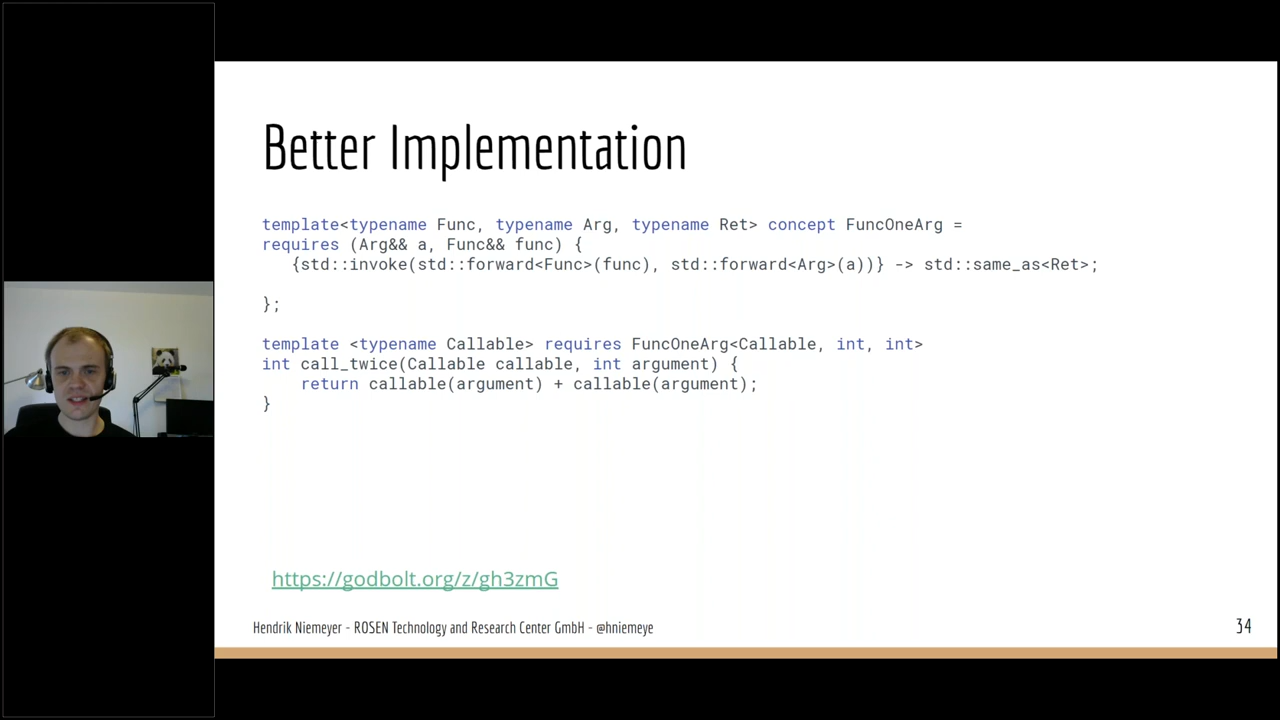 Better Implementation
template<typename Func, typename Arg, typename Ret> concept FuncOneArg =
requires (Arg&& a, Func&& func) {
{std::invoke(std::forward<Func>(func), std::forward<Arg>(a))} -> std::same_as<Ret>;
};
template <typename Callable> requires FuncOneArg<Callable, int, int>
int call_twice(Callable callable, int argument) {
return callable(argument) + callable(argument);
}
https://godbolt.org/z/gh3zmG
Hendrik Niemeyer - ROSEN Technology and Research Center GmbH - @hniemeye
34